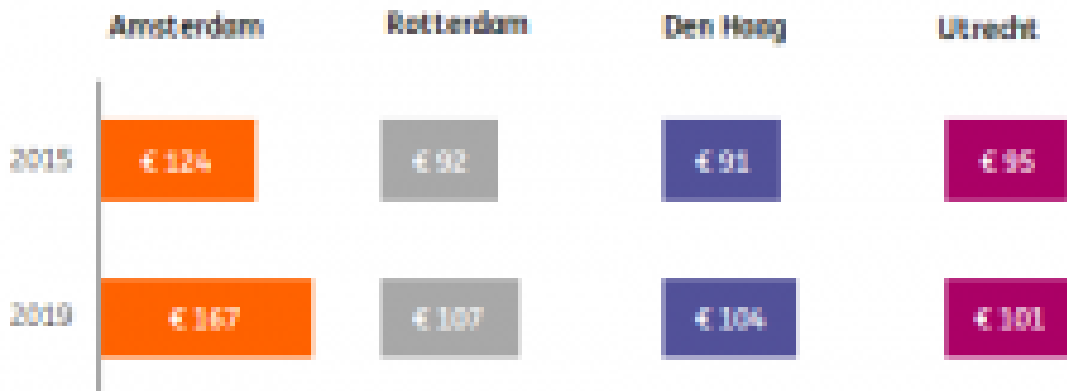 Amsterdam Rotterdam Den Haag Utrecht
2015 € 124 € 92 € 91 € 95
2019 € 167 € 107 € 104 € 101